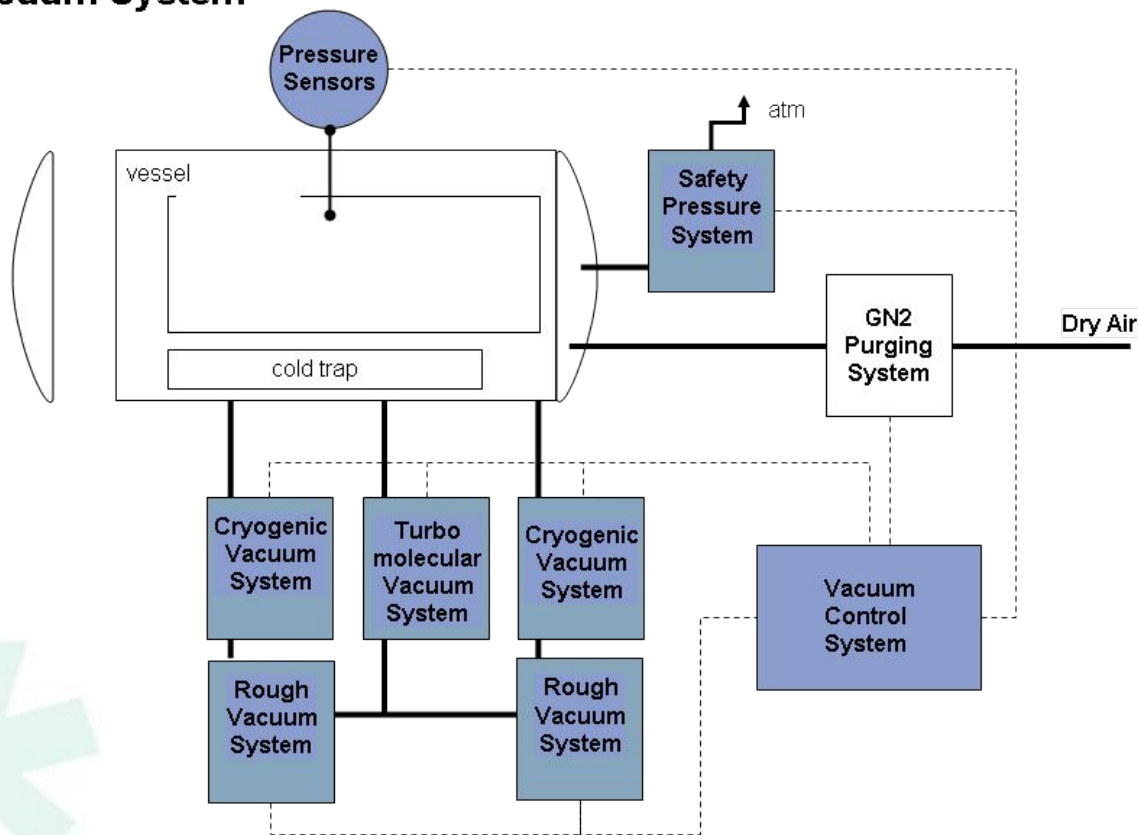 System
Pressure
Sensors
atm
vessel
Safety
Pressure
System
GN2
Purging
System
Dry Air
cold trap
Cryogenic
Vacuum
System
Turbo
molecular
Vacuum
System
Cryogenic
Vacuum
System
Vacuum
Control
System
Rough
Vacuum
System
Rough
Vacuum
System